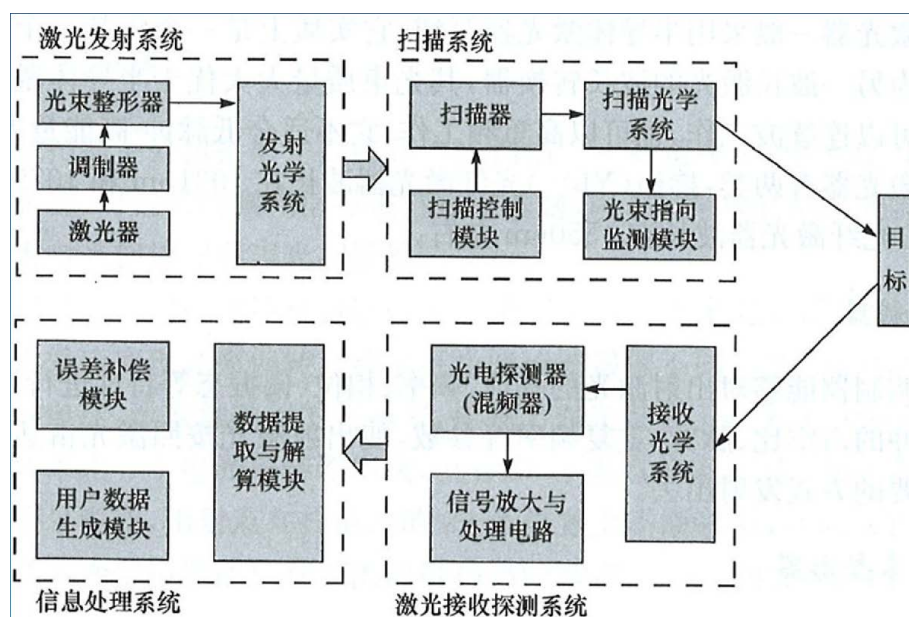 激光发射系统
光束整形器
调制器
激光器
发射
光学
系统
扫描系统
扫描器
扫描光学
系统
扫描控制
模块
光束指向
监测模块
目
标
误差补偿
模块
用户数据
生成模块
数据提
取与解
算模块
光电探测器
(混频器)
信号放大与
处理电路
接收
光学
系统
信息处理系统
激光接收探测系统